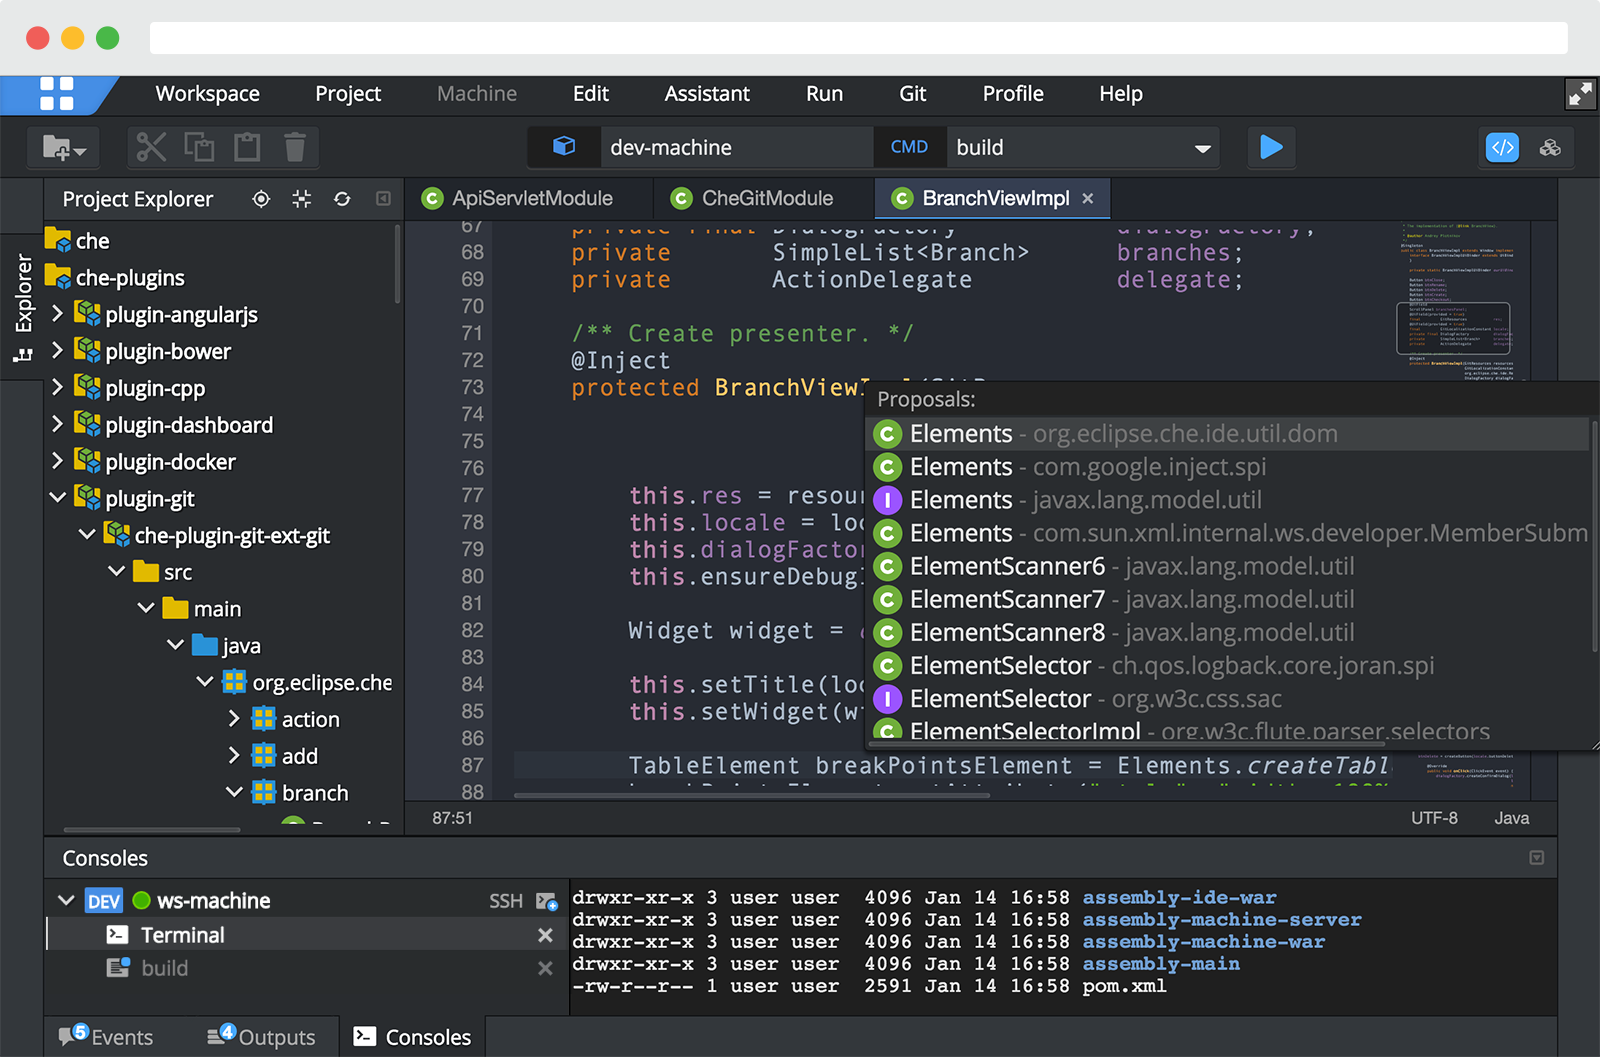 Workspace Project Machine Edit Assistant Run Git Profile Help
dev-machine CMD build
Project Explorer
ApiServletModule CheGitModule BranchViewImpl
Explorer
che
che-plugins
plugin-angularjs
plugin-bower
plugin-cpp
plugin-dashboard
plugin-docker
plugin-git
che-plugin-git-ext-git
src
main
java
org.eclipse.che
action
add
branch
67 private final DialogFactory dialogFactory;
68 private SimpleList<Branch> branches;
69 private ActionDelegate delegate;
70
71 /** Create presenter. */
72 @Inject
73 protected BranchViewI
74
75
76
77 this.res = resou
78 this.locale = lo
79 this.dialogFacto
80 this.ensureDebug
81
82 Widget widget =
83
84 this.setTitle(lo
85 this.setWidget(w
86
87 TableElement breakPointsElement = Elements.createTabl
88
Proposals:
C Elements - org.eclipse.che.ide.util.dom
C Elements - com.google.inject.spi
I Elements - javax.lang.model.util
C Elements - com.sun.xml.internal.ws.developer.MemberSubm
C ElementScanner6 - javax.lang.model.util
C ElementScanner7 - javax.lang.model.util
C ElementScanner8 - javax.lang.model.util
C ElementSelector - ch.qos.logback.core.joran.spi
I ElementSelector - org.w3c.css.sac
C ElementSelectorImpl - org.w3c.flute.parser.selectors
87:51 UTF-8 Java
Consoles
DEV ws-machine SSH
Terminal
build
drwxr-xr-x 3 user user 4096 Jan 14 16:58 assembly-ide-war
drwxr-xr-x 3 user user 4096 Jan 14 16:58 assembly-machine-server
drwxr-xr-x 3 user user 4096 Jan 14 16:58 assembly-machine-war
drwxr-xr-x 3 user user 4096 Jan 14 16:58 assembly-main
-rw-r--r-- 1 user user 2591 Jan 14 16:58 pom.xml
5 Events 4 Outputs Consoles